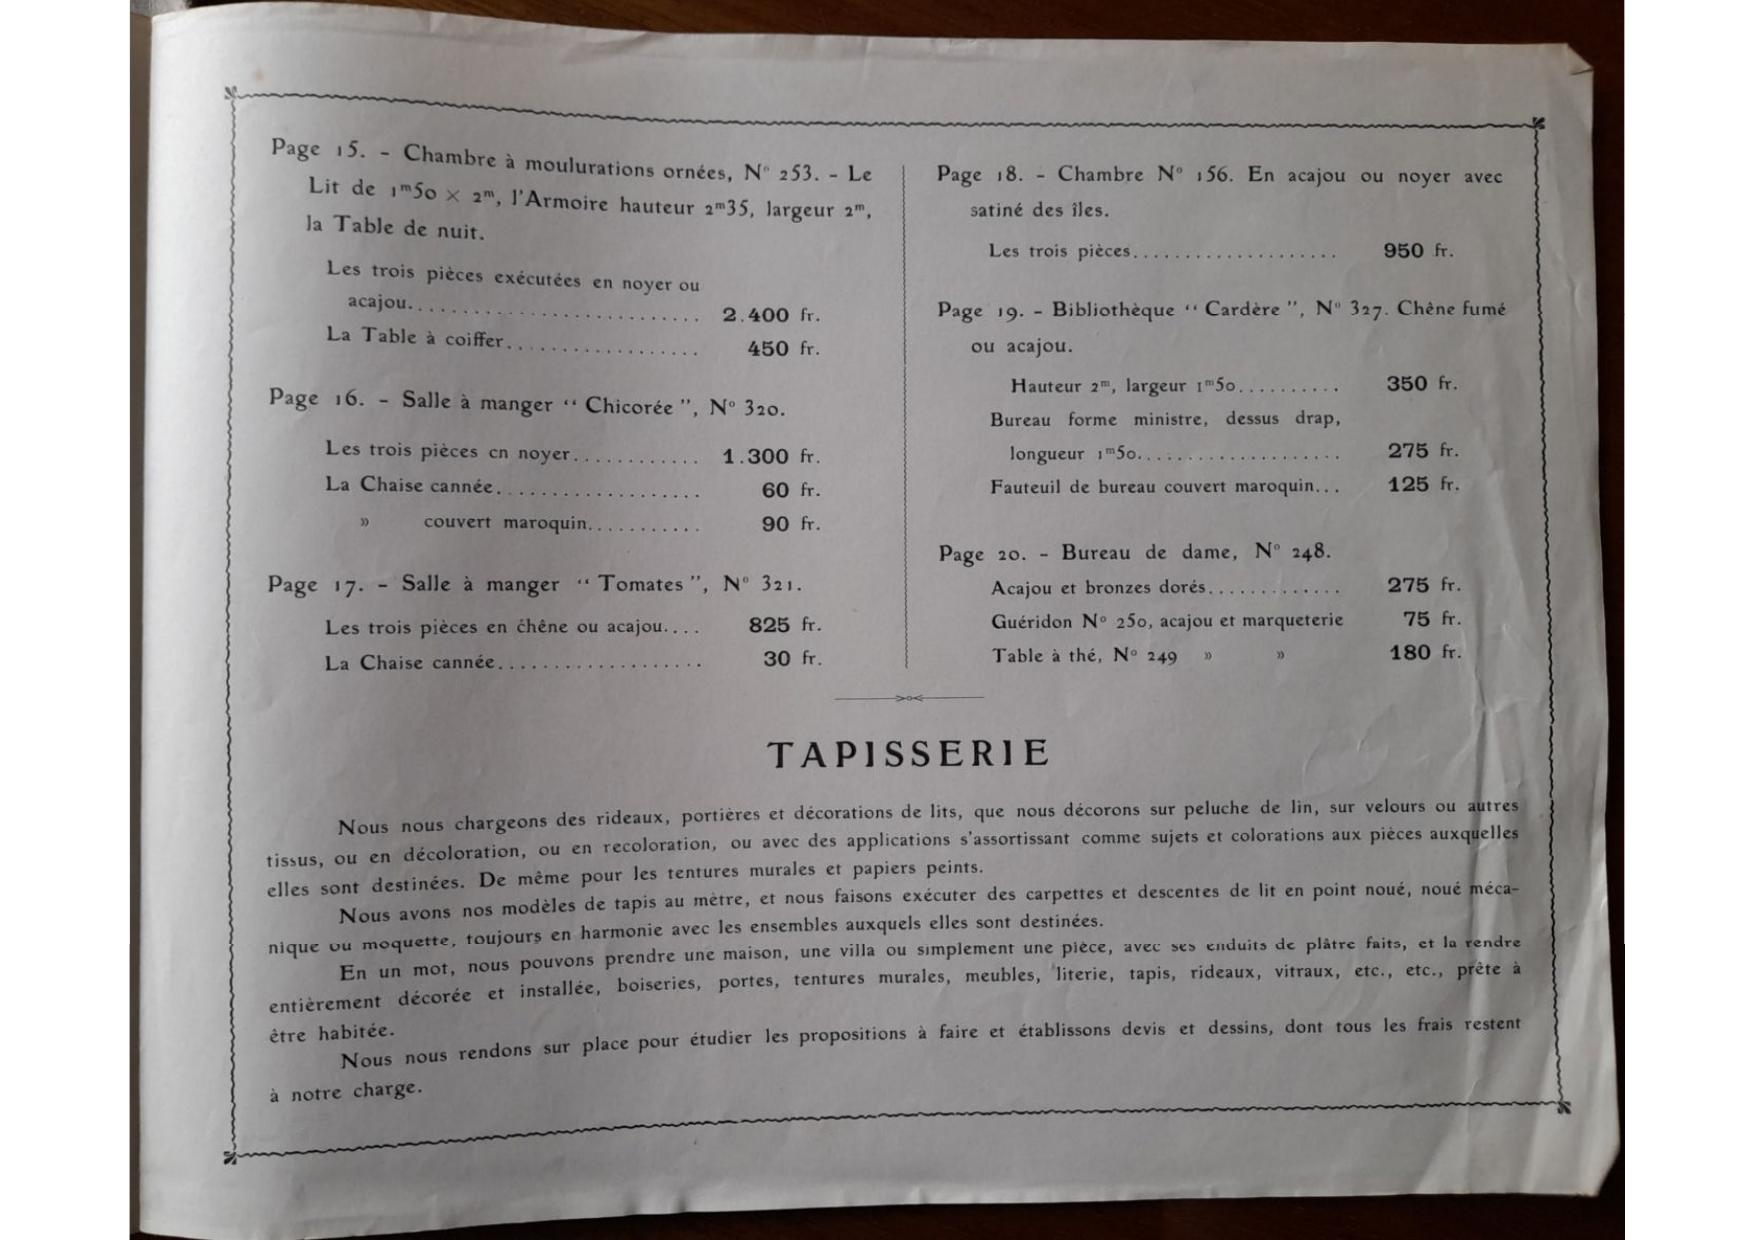 Page 15. - Chambre à moulurations ornées, N° 253. - Le
Lit de 1m50 × 2m, l'Armoire hauteur 2m35, largeur 2m,
la Table de nuit.
Les trois pièces exécutées en noyer ou
acajou............................ 2.400 fr.
La Table à coiffer................... 450 fr.
Page 16. - Salle à manger “ Chicorée ”, N° 320.
Les trois pièces en noyer............ 1.300 fr.
La Chaise cannée.................... 60 fr.
» couvert maroquin........... 90 fr.
Page 17. - Salle à manger “ Tomates ”, N° 321.
Les trois pièces en chêne ou acajou.... 825 fr.
La Chaise cannée.................... 30 fr.
Page 18. - Chambre N° 156. En acajou ou noyer avec
satiné des îles.
Les trois pièces.................... 950 fr.
Page 19. - Bibliothèque “ Cardère ”, N° 327. Chêne fumé
ou acajou.
Hauteur 2m, largeur 1m50.......... 350 fr.
Bureau forme ministre, dessus drap,
longueur 1m50.................... 275 fr.
Fauteuil de bureau couvert maroquin... 125 fr.
Page 20. - Bureau de dame, N° 248.
Acajou et bronzes dorés............. 275 fr.
Guéridon N° 250, acajou et marqueterie 75 fr.
Table à thé, N° 249 » » 180 fr.
TAPISSERIE
Nous nous chargeons des rideaux, portières et décorations de lits, que nous décorons sur peluche de lin, sur velours ou autres
tissus, ou en décoloration, ou en recoloration, ou avec des applications s'assortissant comme sujets et colorations aux pièces auxquelles
elles sont destinées. De même pour les tentures murales et papiers peints.
Nous avons nos modèles de tapis au mètre, et nous faisons exécuter des carpettes et descentes de lit en point noué, noué méca-
nique ou moquette, toujours en harmonie avec les ensembles auxquels elles sont destinées.
En un mot, nous pouvons prendre une maison, une villa ou simplement une pièce, avec ses enduits de plâtre faits, et la rendre
entièrement décorée et installée, boiseries, portes, tentures murales, meubles, literie, tapis, rideaux, vitraux, etc., etc., prête à
être habitée.
Nous nous rendons sur place pour étudier les propositions à faire et établissons devis et dessins, dont tous les frais restent
à notre charge.